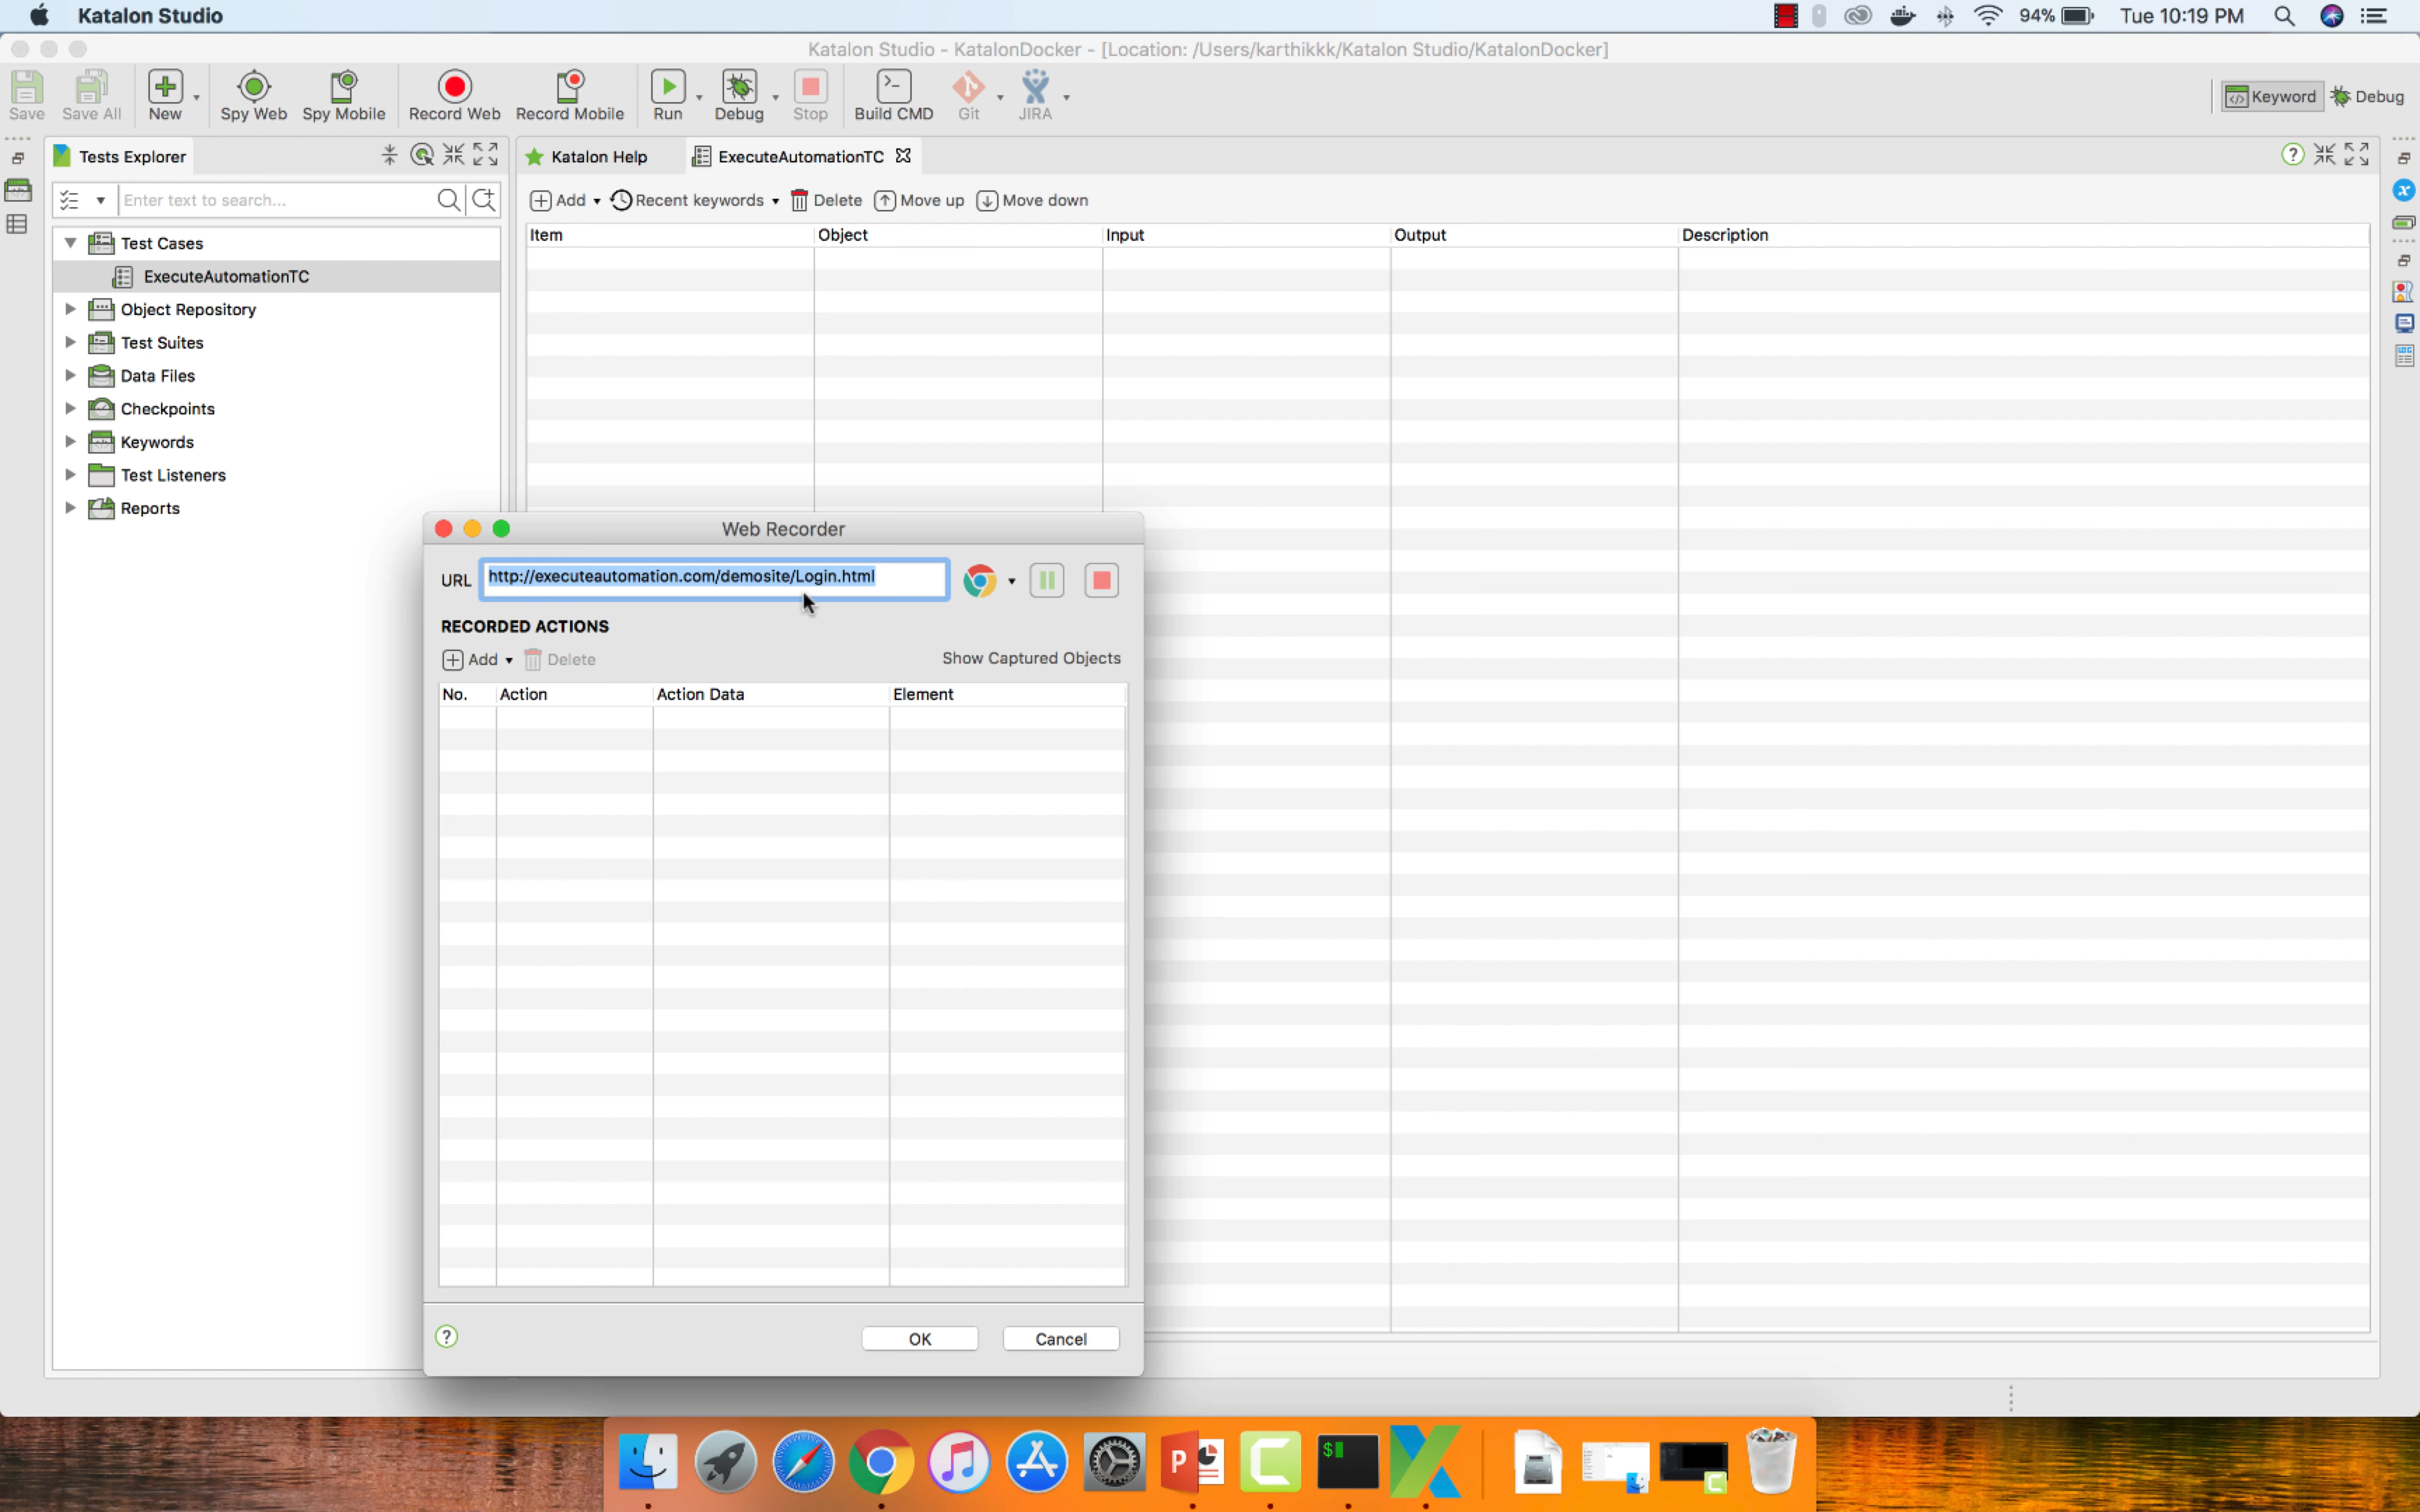 Katalon Studio
94%
Tue 10:19 PM
Katalon Studio - KatalonDocker - [Location: /Users/karthikkk/Katalon Studio/KatalonDocker]
Save
Save All
New
Spy Web
Spy Mobile
Record Web
Record Mobile
Run
Debug
Stop
Build CMD
Git
JIRA
Keyword
Debug
Tests Explorer
Katalon Help
ExecuteAutomationTC
Enter text to search...
Add
Recent keywords
Delete
Move up
Move down
Item
Object
Input
Output
Description
Test Cases
ExecuteAutomationTC
Object Repository
Test Suites
Data Files
Checkpoints
Keywords
Test Listeners
Reports
Web Recorder
URL
http://executeautomation.com/demosite/Login.html
RECORDED ACTIONS
Add
Delete
Show Captured Objects
No.
Action
Action Data
Element
?
OK
Cancel